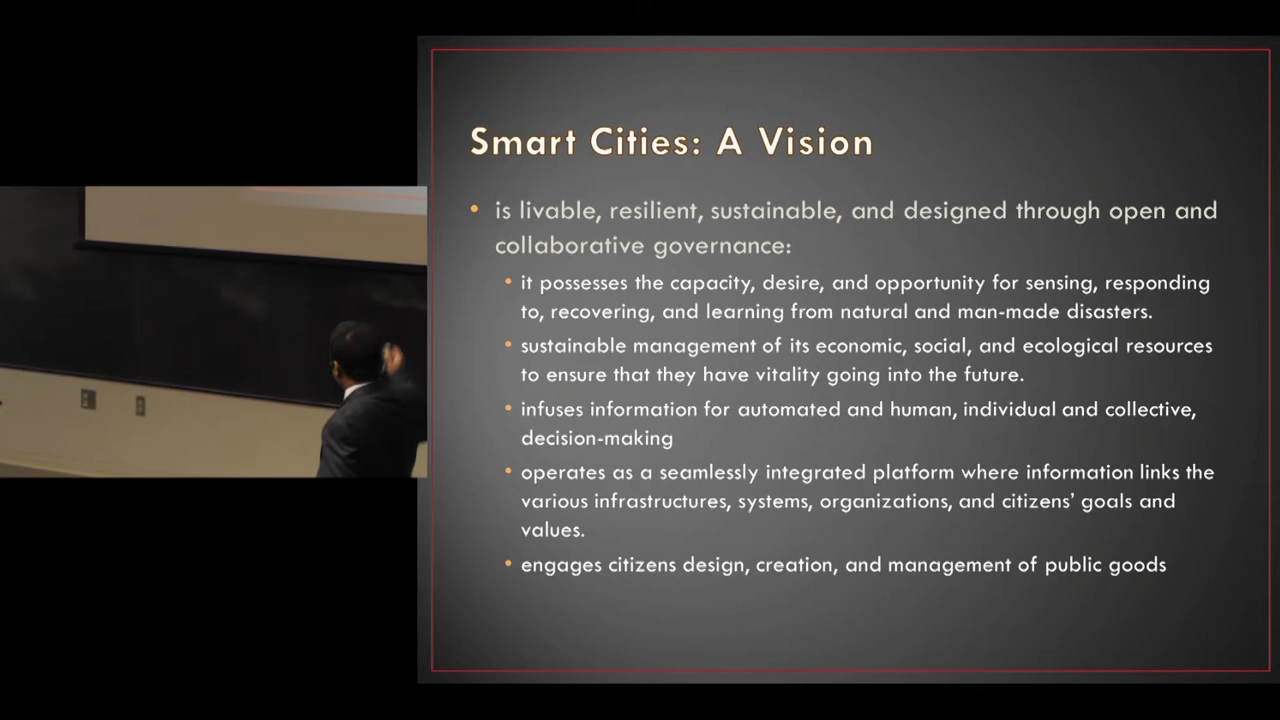 Smart Cities: A Vision
• is livable, resilient, sustainable, and designed through open and
collaborative governance:
• it possesses the capacity, desire, and opportunity for sensing, responding
to, recovering, and learning from natural and man-made disasters.
• sustainable management of its economic, social, and ecological resources
to ensure that they have vitality going into the future.
• infuses information for automated and human, individual and collective,
decision-making
• operates as a seamlessly integrated platform where information links the
various infrastructures, systems, organizations, and citizens’ goals and
values.
• engages citizens design, creation, and management of public goods